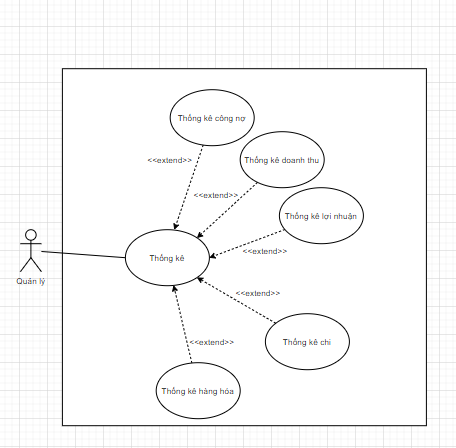 Thống kê công nợ
<<extend>>
Thống kê doanh thu
<<extend>>
Thống kê lợi nhuận
<<extend>>
Thống kê
Quản lý
<<extend>>
<<extend>>
Thống kê chi
Thống kê hàng hóa